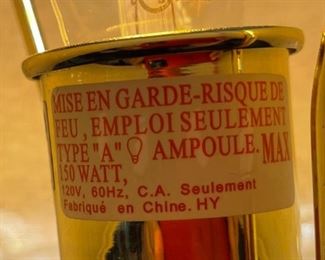 MISE EN GARDE-RISQUE DE
FEU , EMPLOI SEULEMENT
TYPE "A" AMPOULE. MAX
150 WATT,
120V, 60Hz, C.A. Seulement
Fabriqué en Chine. HY